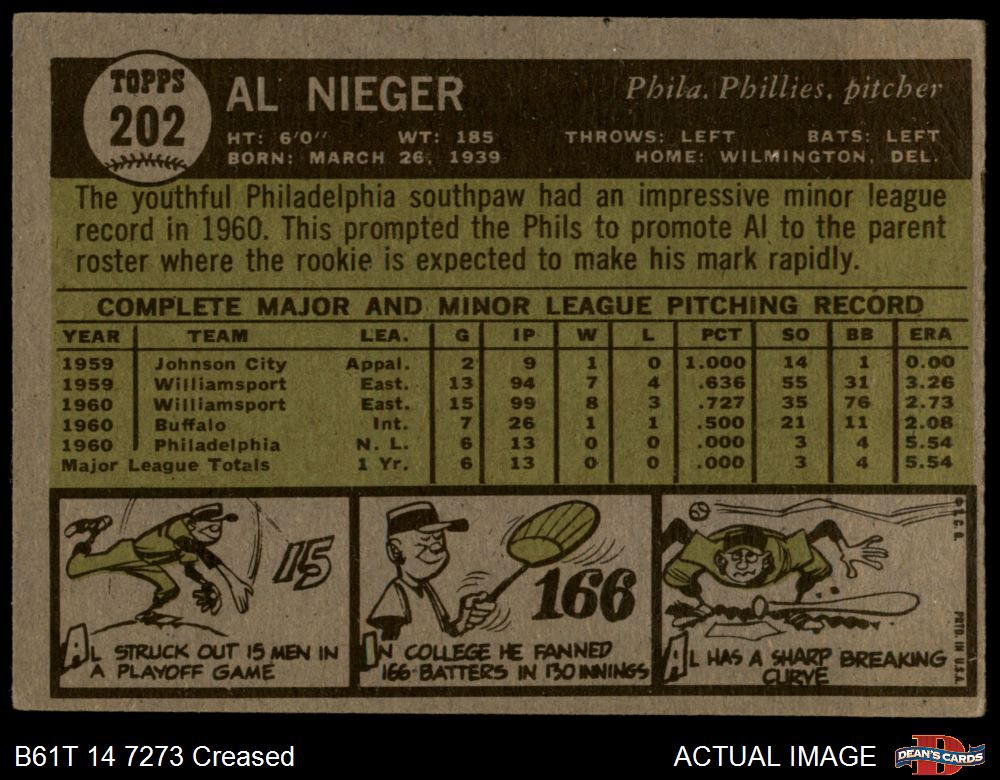 TOPPS
202
AL NIEGER
Phila. Phillies, pitcher
HT: 6'0" WT: 185 THROWS: LEFT BATS: LEFT
BORN: MARCH 26, 1939 HOME: WILMINGTON, DEL.
The youthful Philadelphia southpaw had an impressive minor league
record in 1960. This prompted the Phils to promote Al to the parent
roster where the rookie is expected to make his mark rapidly.
COMPLETE MAJOR AND MINOR LEAGUE PITCHING RECORD
YEAR TEAM LEA. G IP W L PCT SO BB ERA
1959 Johnson City Appal. 2 9 1 0 1.000 14 1 0.00
1959 Williamsport East. 13 94 7 4 .636 55 31 3.26
1960 Williamsport East. 15 99 8 3 .727 35 76 2.73
1960 Buffalo Int. 7 26 1 1 .500 21 11 2.08
1960 Philadelphia N. L. 6 13 0 0 .000 3 4 5.54
Major League Totals 1 Yr. 6 13 0 0 .000 3 4 5.54
15
AL STRUCK OUT 15 MEN IN
A PLAYOFF GAME
166
IN COLLEGE HE FANNED
166 BATTERS IN 130 INNINGS
AL HAS A SHARP BREAKING
CURVE
©T.C.G.
PRTD. IN U.S.A.
B61T 14 7273 Creased
ACTUAL IMAGE
DEAN'S CARDS